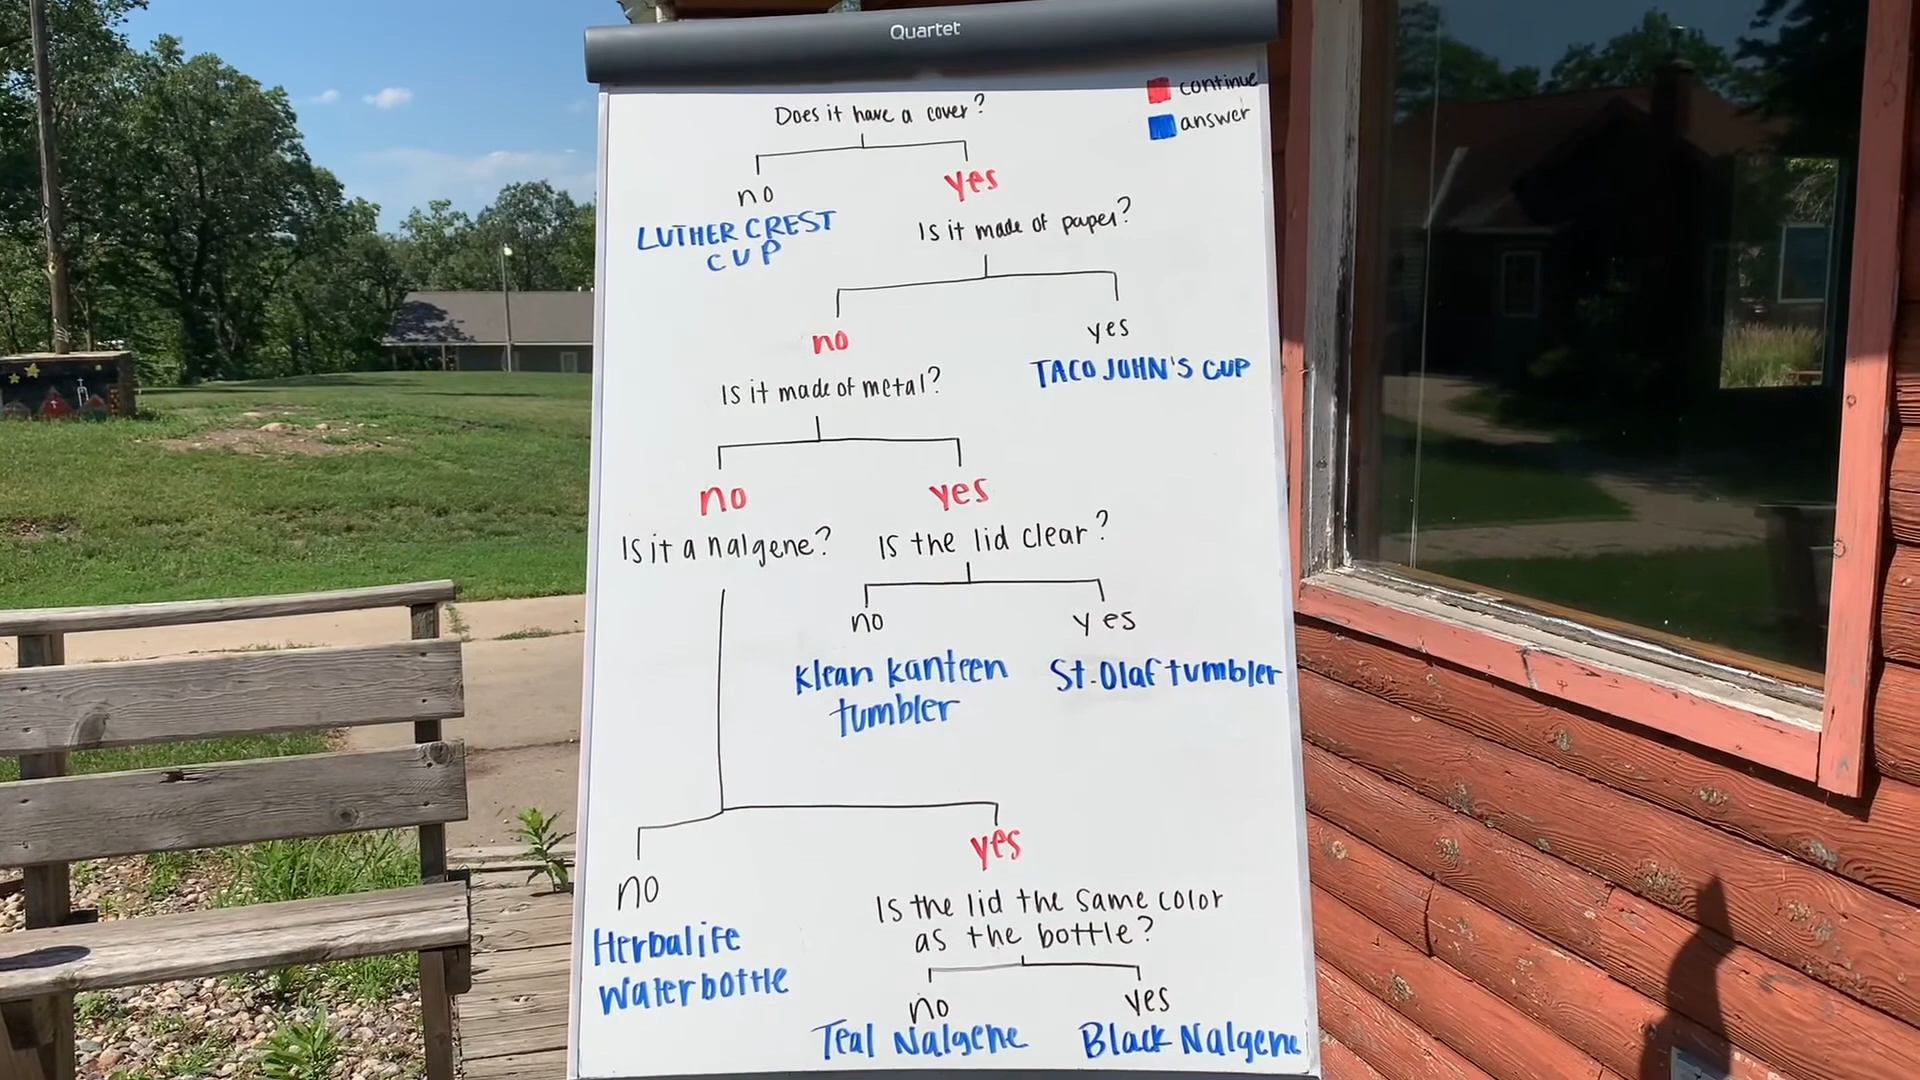 Quartet
continue
answer
Does it have a cover?
no
yes
LUTHER CREST
CUP
Is it made of paper?
no
yes
TACO JOHN'S CUP
Is it made of metal?
no
yes
Is it a nalgene?
Is the lid clear?
no
yes
Klean kanteen
tumbler
St. Olaf tumbler
no
yes
Herbalife
Waterbottle
Is the lid the same color
as the bottle?
no
yes
Teal Nalgene
Black Nalgene